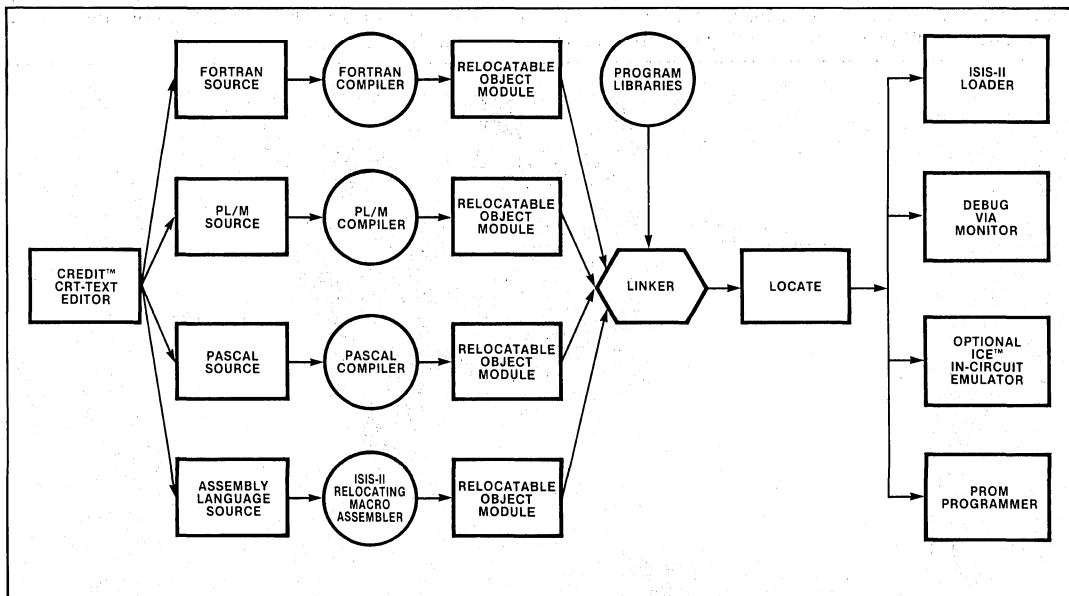 FORTRAN
SOURCE
FORTRAN
COMPILER
RELOCATABLE
OBJECT
MODULE
PROGRAM
LIBRARIES
ISIS-II
LOADER
PL/M
SOURCE
PL/M
COMPILER
RELOCATABLE
OBJECT
MODULE
DEBUG
VIA
MONITOR
CREDIT™
CRT-TEXT
EDITOR
LINKER
LOCATE
PASCAL
SOURCE
PASCAL
COMPILER
RELOCATABLE
OBJECT
MODULE
OPTIONAL
ICE™
IN-CIRCUIT
EMULATOR
ASSEMBLY
LANGUAGE
SOURCE
ISIS-II
RELOCATING
MACRO
ASSEMBLER
RELOCATABLE
OBJECT
MODULE
PROM
PROGRAMMER